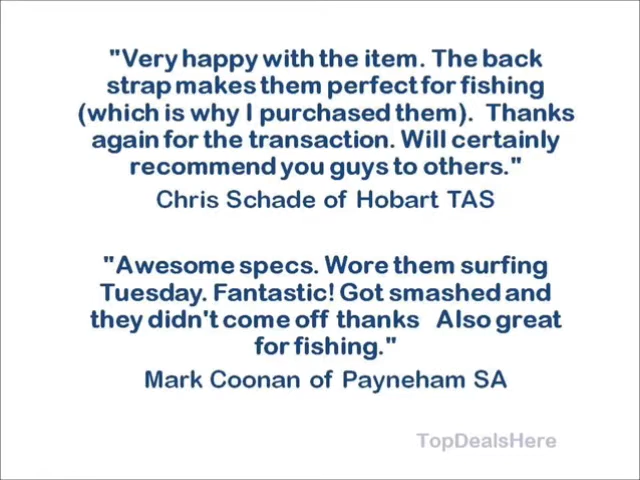 "Very happy with the item. The back
strap makes them perfect for fishing
(which is why I purchased them).  Thanks
again for the transaction. Will certainly
recommend you guys to others."
Chris Schade of Hobart TAS
"Awesome specs. Wore them surfing
Tuesday. Fantastic! Got smashed and
they didn't come off thanks   Also great
for fishing."
Mark Coonan of Payneham SA
TopDealsHere